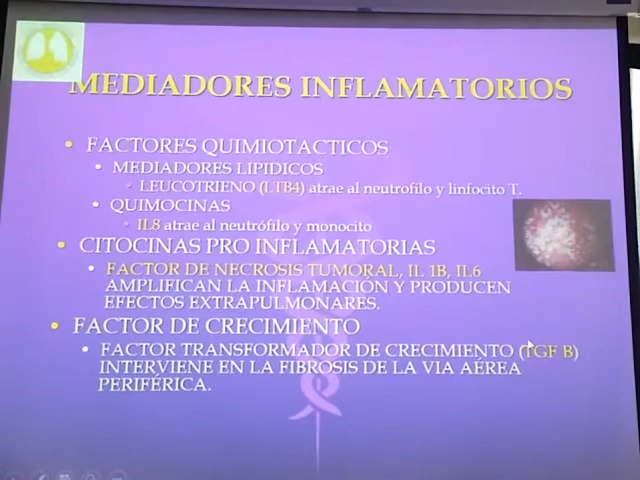 MEDIADORES INFLAMATORIOS
• FACTORES QUIMIOTACTICOS
• MEDIADORES LIPIDICOS
• LEUCOTRIENO (LTB4) atrae al neutrofilo y linfocito T.
• QUIMOCINAS
• IL8 atrae al neutrófilo y monocito
• CITOCINAS PRO INFLAMATORIAS
• FACTOR DE NECROSIS TUMORAL, IL 1B, IL6
AMPLIFICAN LA INFLAMACIÓN Y PRODUCEN
EFECTOS EXTRAPULMONARES.
• FACTOR DE CRECIMIENTO
• FACTOR TRANSFORMADOR DE CRECIMIENTO (TGF B)
INTERVIENE EN LA FIBROSIS DE LA VIA AÉREA
PERIFÉRICA.